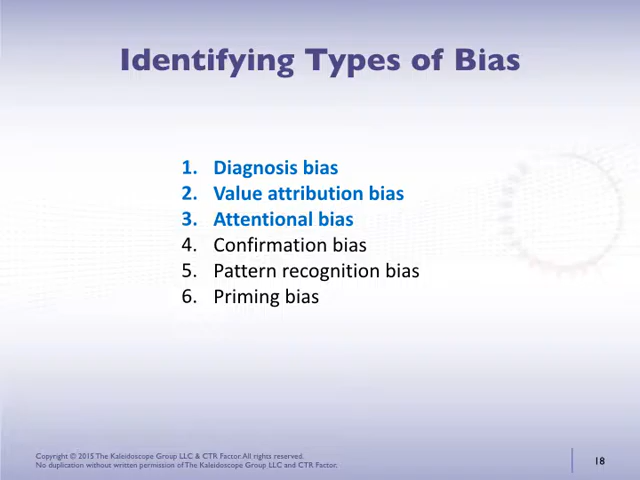 Identifying Types of Bias
1. Diagnosis bias
2. Value attribution bias
3. Attentional bias
4. Confirmation bias
5. Pattern recognition bias
6. Priming bias
Copyright © 2015 The Kaleidoscope Group LLC & CTR Factor. All rights reserved.
No duplication without written permission of The Kaleidoscope Group LLC and CTR Factor.
18